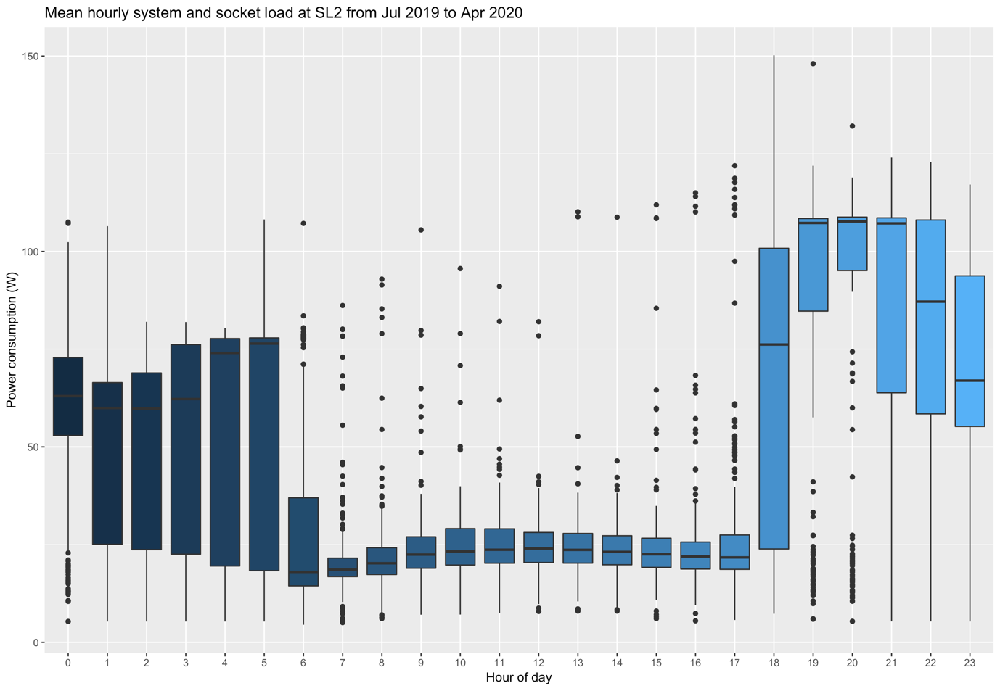 Mean hourly system and socket load at SL2 from Jul 2019 to Apr 2020
Power consumption (W)
150
100
50
0
0 1 2 3 4 5 6 7 8 9 10 11 12 13 14 15 16 17 18 19 20 21 22 23
Hour of day